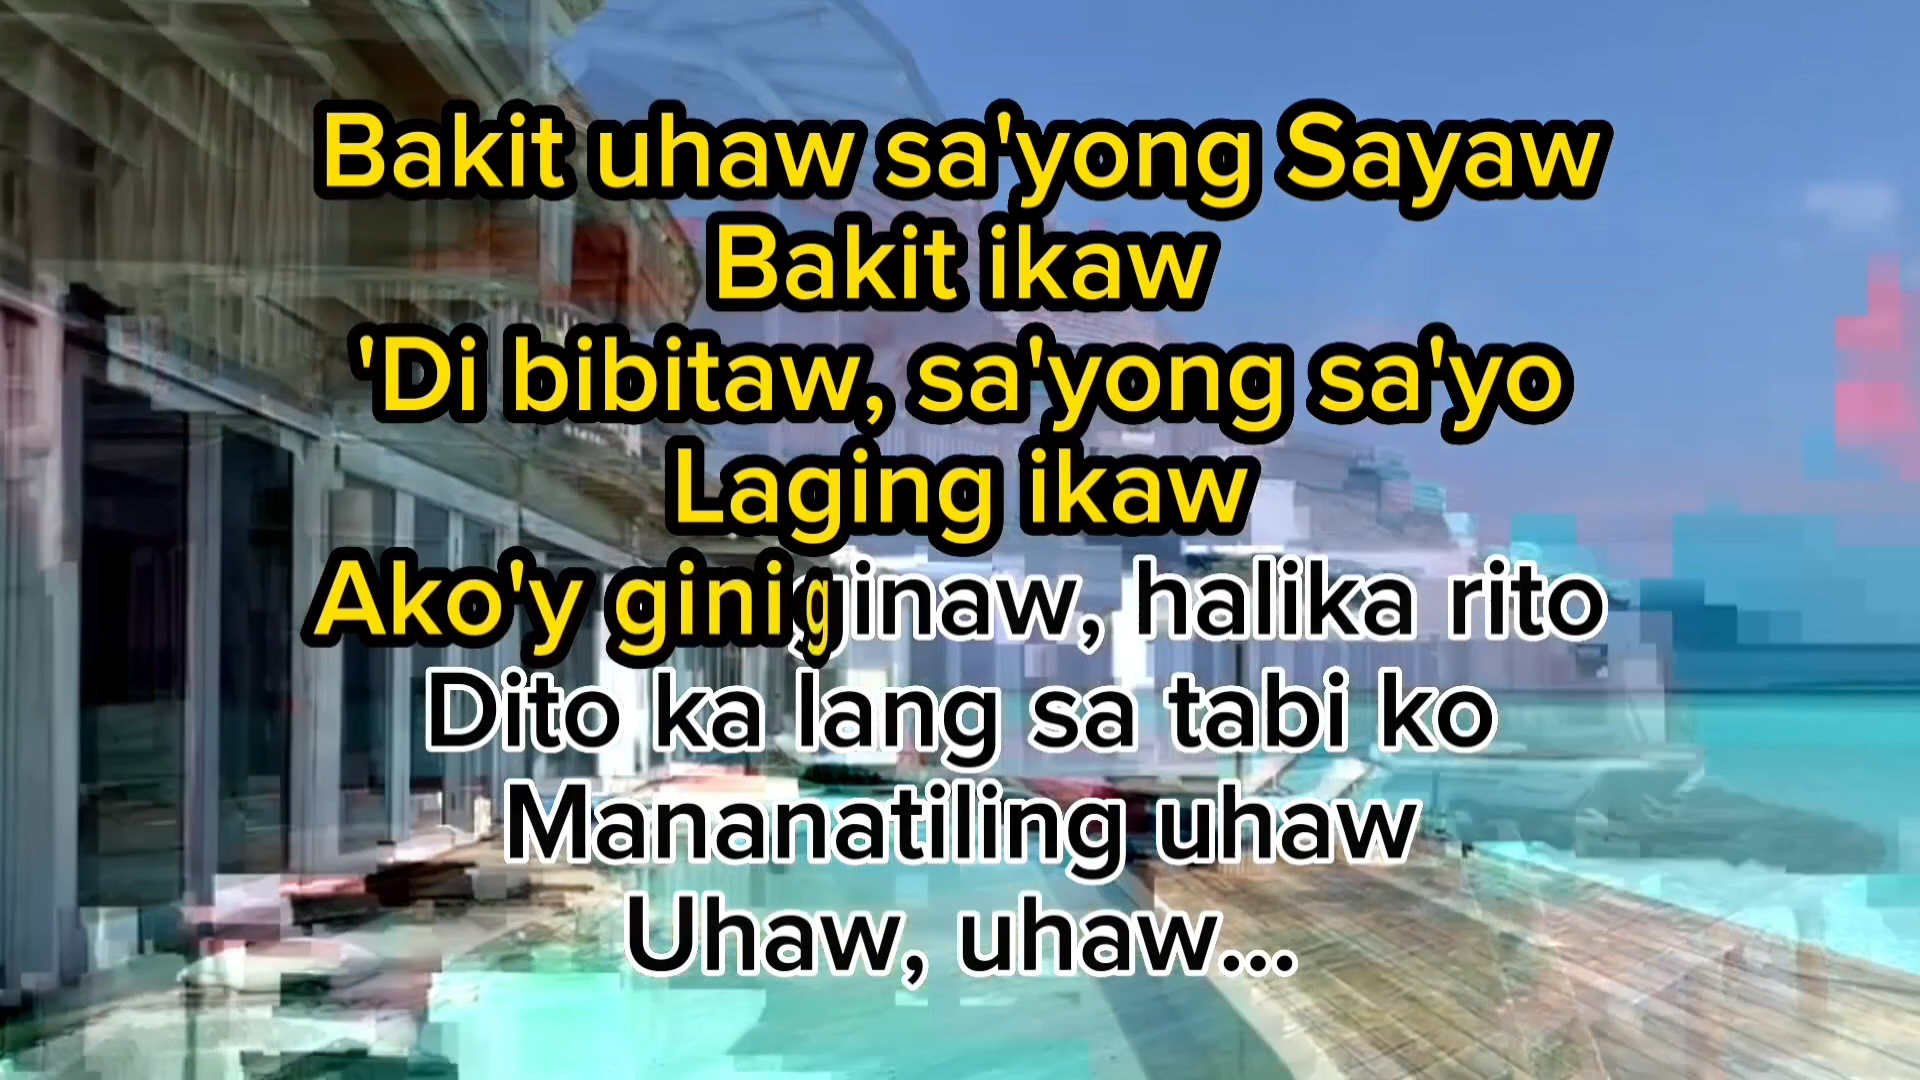 Bakit uhaw sa'yong Sayaw
Bakit ikaw
'Di bibitaw, sa'yong sa'yo
Laging ikaw
Ako'y giniginaw, halika rito
Dito ka lang sa tabi ko
Mananatiling uhaw
Uhaw, uhaw...